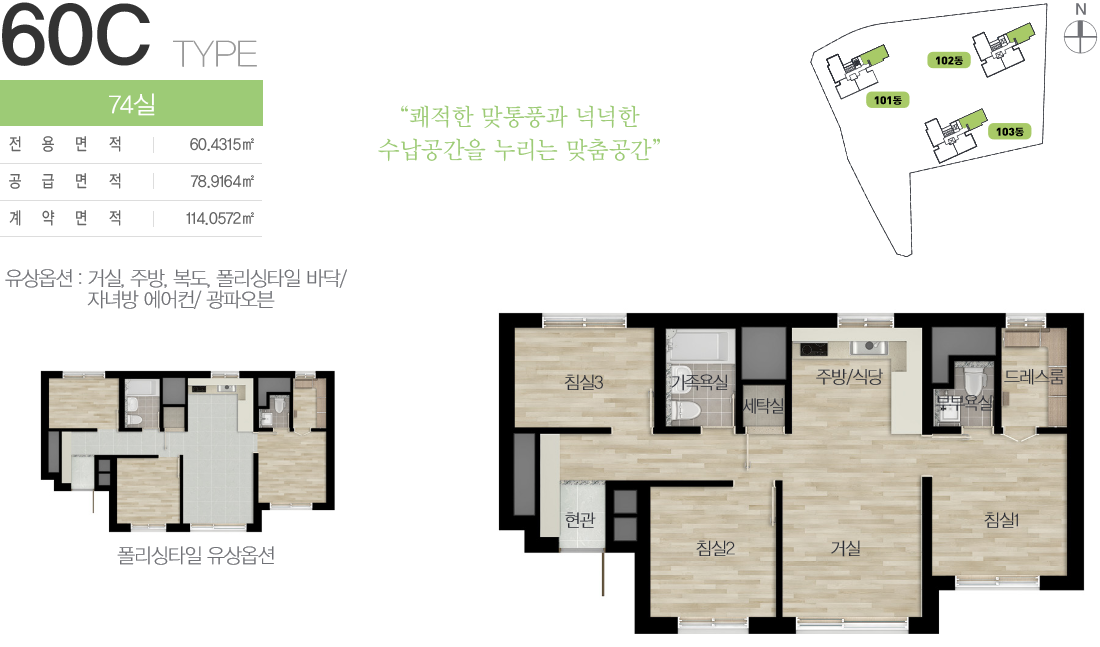 60C TYPE
74실
전 용 면 적 60.4315㎡
공 급 면 적 78.9164㎡
계 약 면 적 114.0572㎡
유상옵션 : 거실, 주방, 복도, 폴리싱타일 바닥/
자녀방 에어컨/ 광파오븐
“쾌적한 맞통풍과 넉넉한
수납공간을 누리는 맞춤공간”
N
102동
101동
103동
침실3
가족욕실
세탁실
주방/식당
부부욕실
드레스룸
현관
침실2
거실
침실1
폴리싱타일 유상옵션